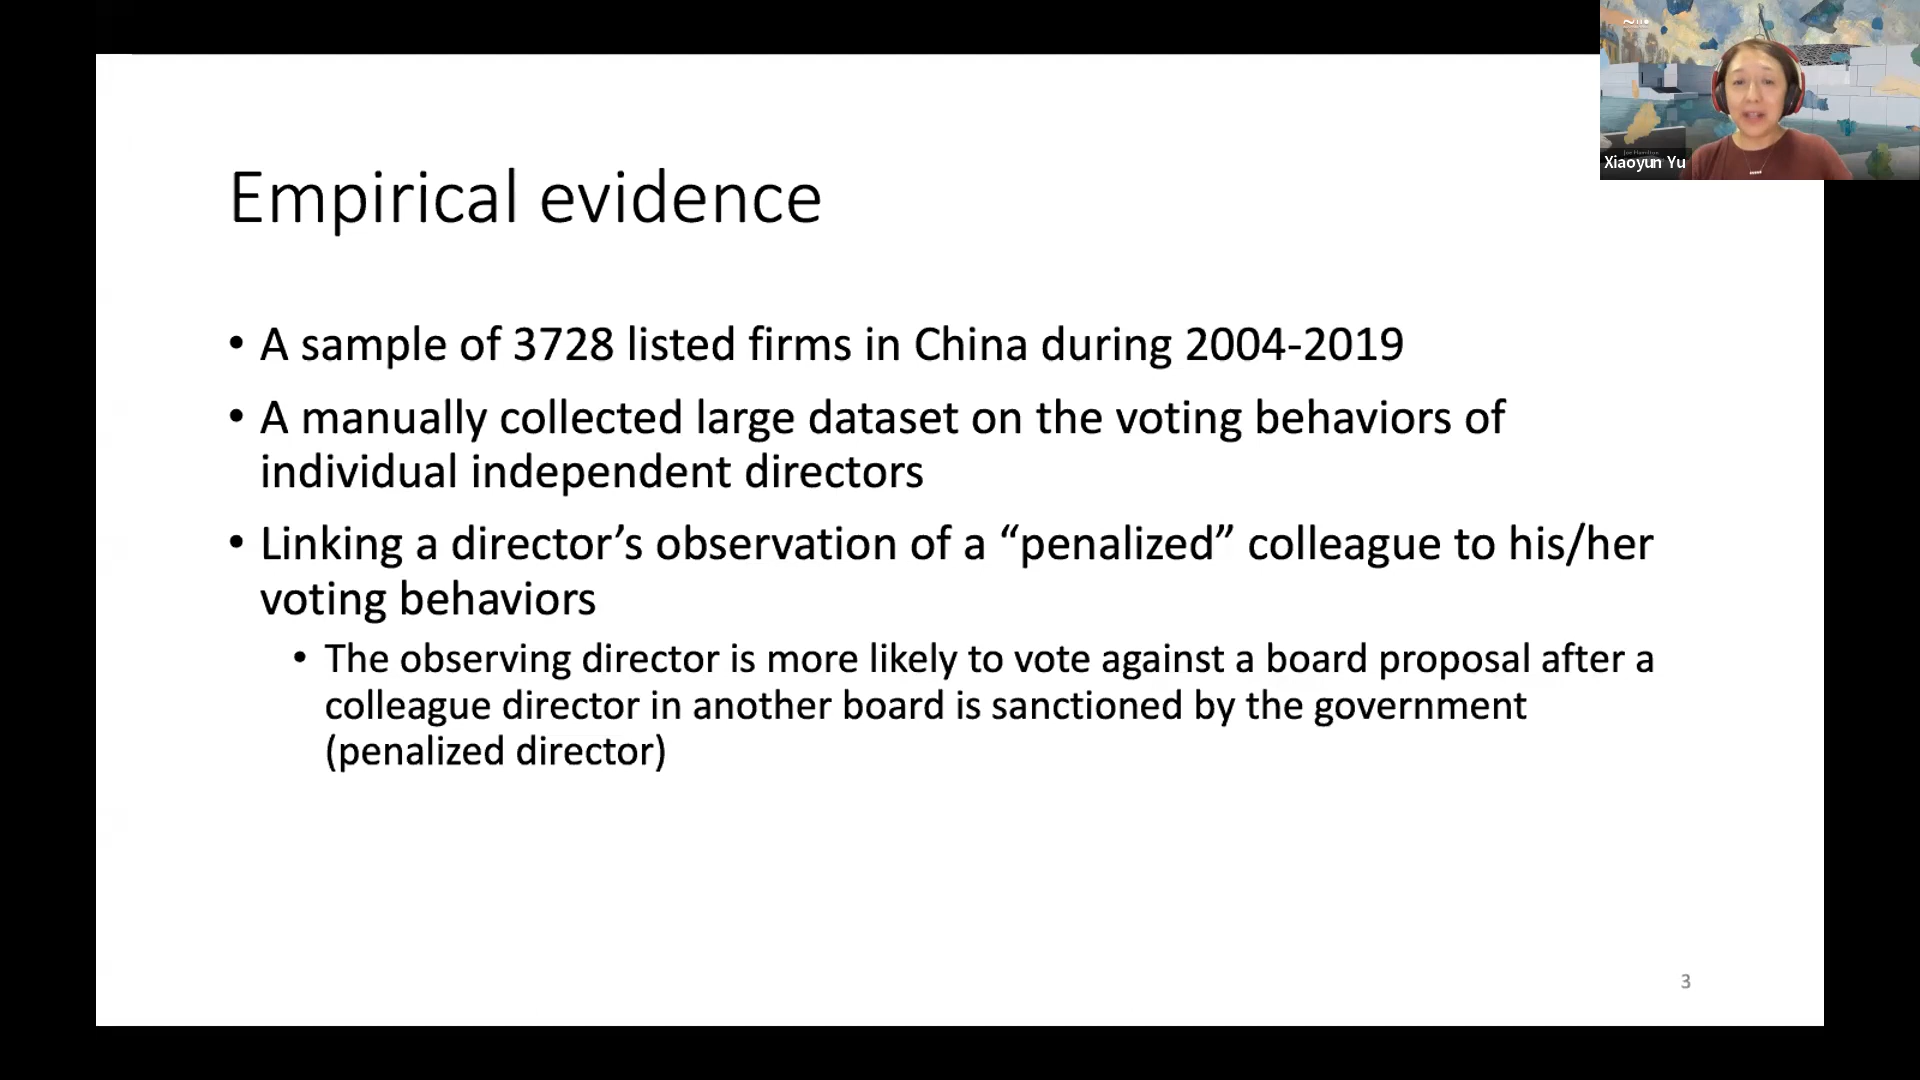 Xiaoyun Yu
Empirical evidence
• A sample of 3728 listed firms in China during 2004-2019
• A manually collected large dataset on the voting behaviors of
individual independent directors
• Linking a director’s observation of a “penalized” colleague to his/her
voting behaviors
• The observing director is more likely to vote against a board proposal after a
colleague director in another board is sanctioned by the government
(penalized director)
3